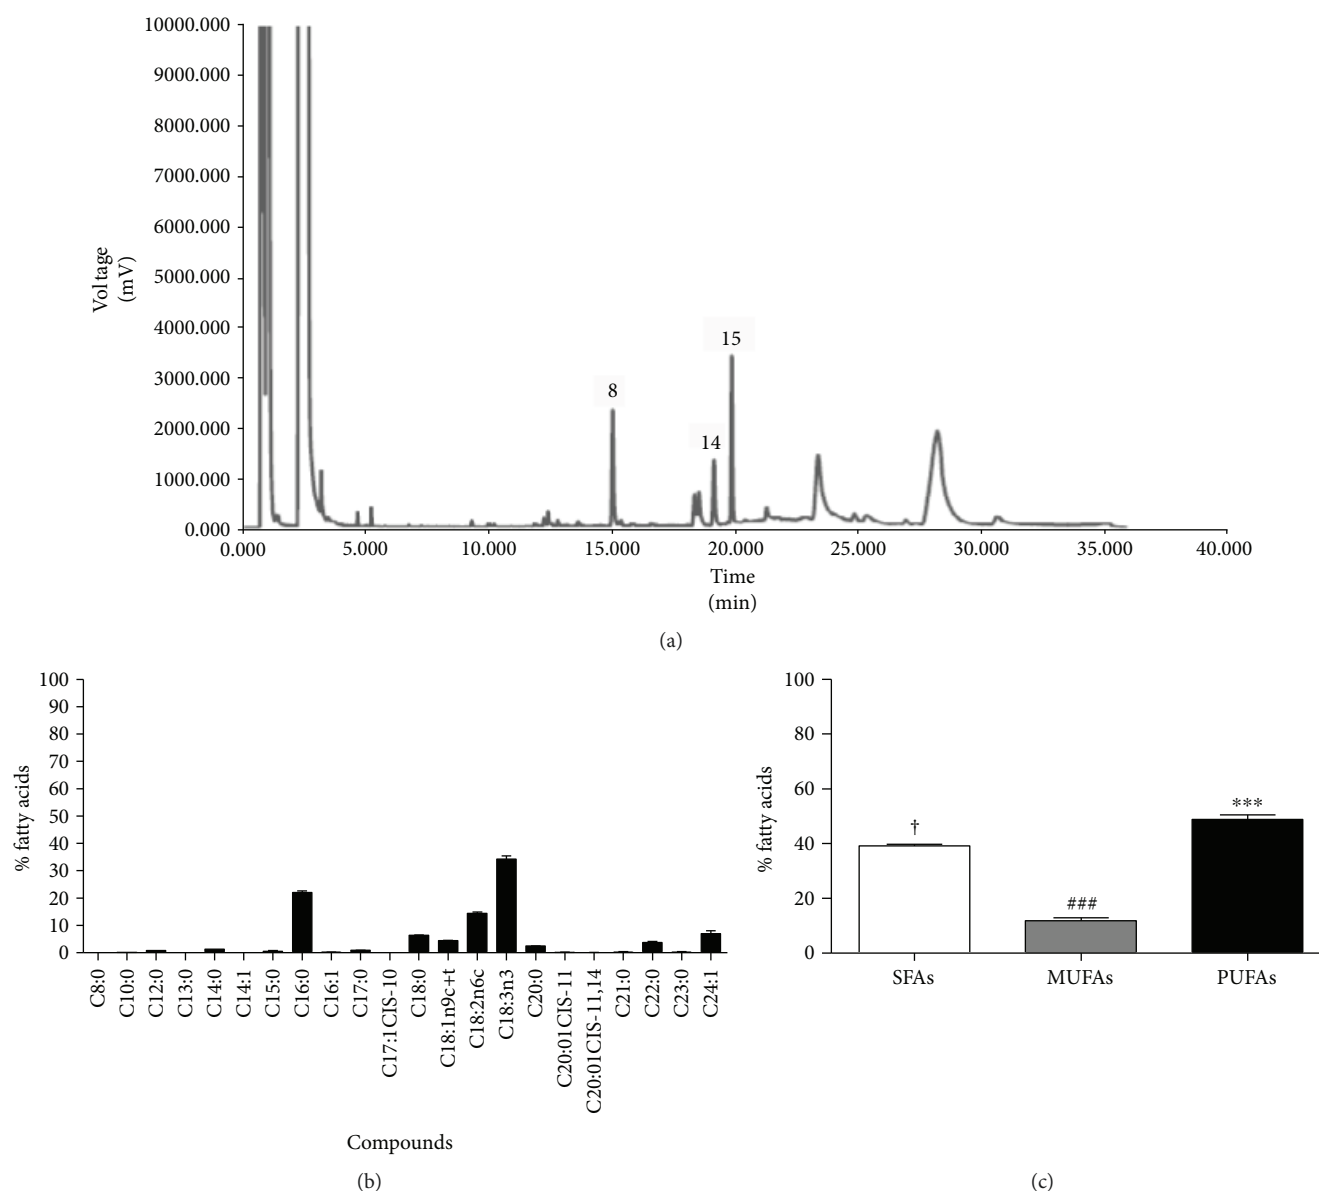 10000.000
9000.000
8000.000
7000.000
6000.000
5000.000
4000.000
3000.000
2000.000
1000.000
0.000
Voltage
(mV)
8
14
15
0.000 5.000 10.000 15.000 20.000 25.000 30.000 35.000 40.000
Time
(min)
(a)
100
90
80
70
60
50
40
30
20
10
0
% fatty acids
C8:0
C10:0
C12:0
C13:0
C14:0
C14:1
C15:0
C16:0
C16:1
C17:0
C17:1CIS-10
C18:0
C18:1n9c+t
C18:2n6c
C18:3n3
C20:0
C20:01CIS-11
C20:01CIS-11,14
C21:0
C22:0
C23:0
C24:1
Compounds
(b)
100
80
60
40
20
0
% fatty acids
†
###
***
SFAs MUFAs PUFAs
(c)